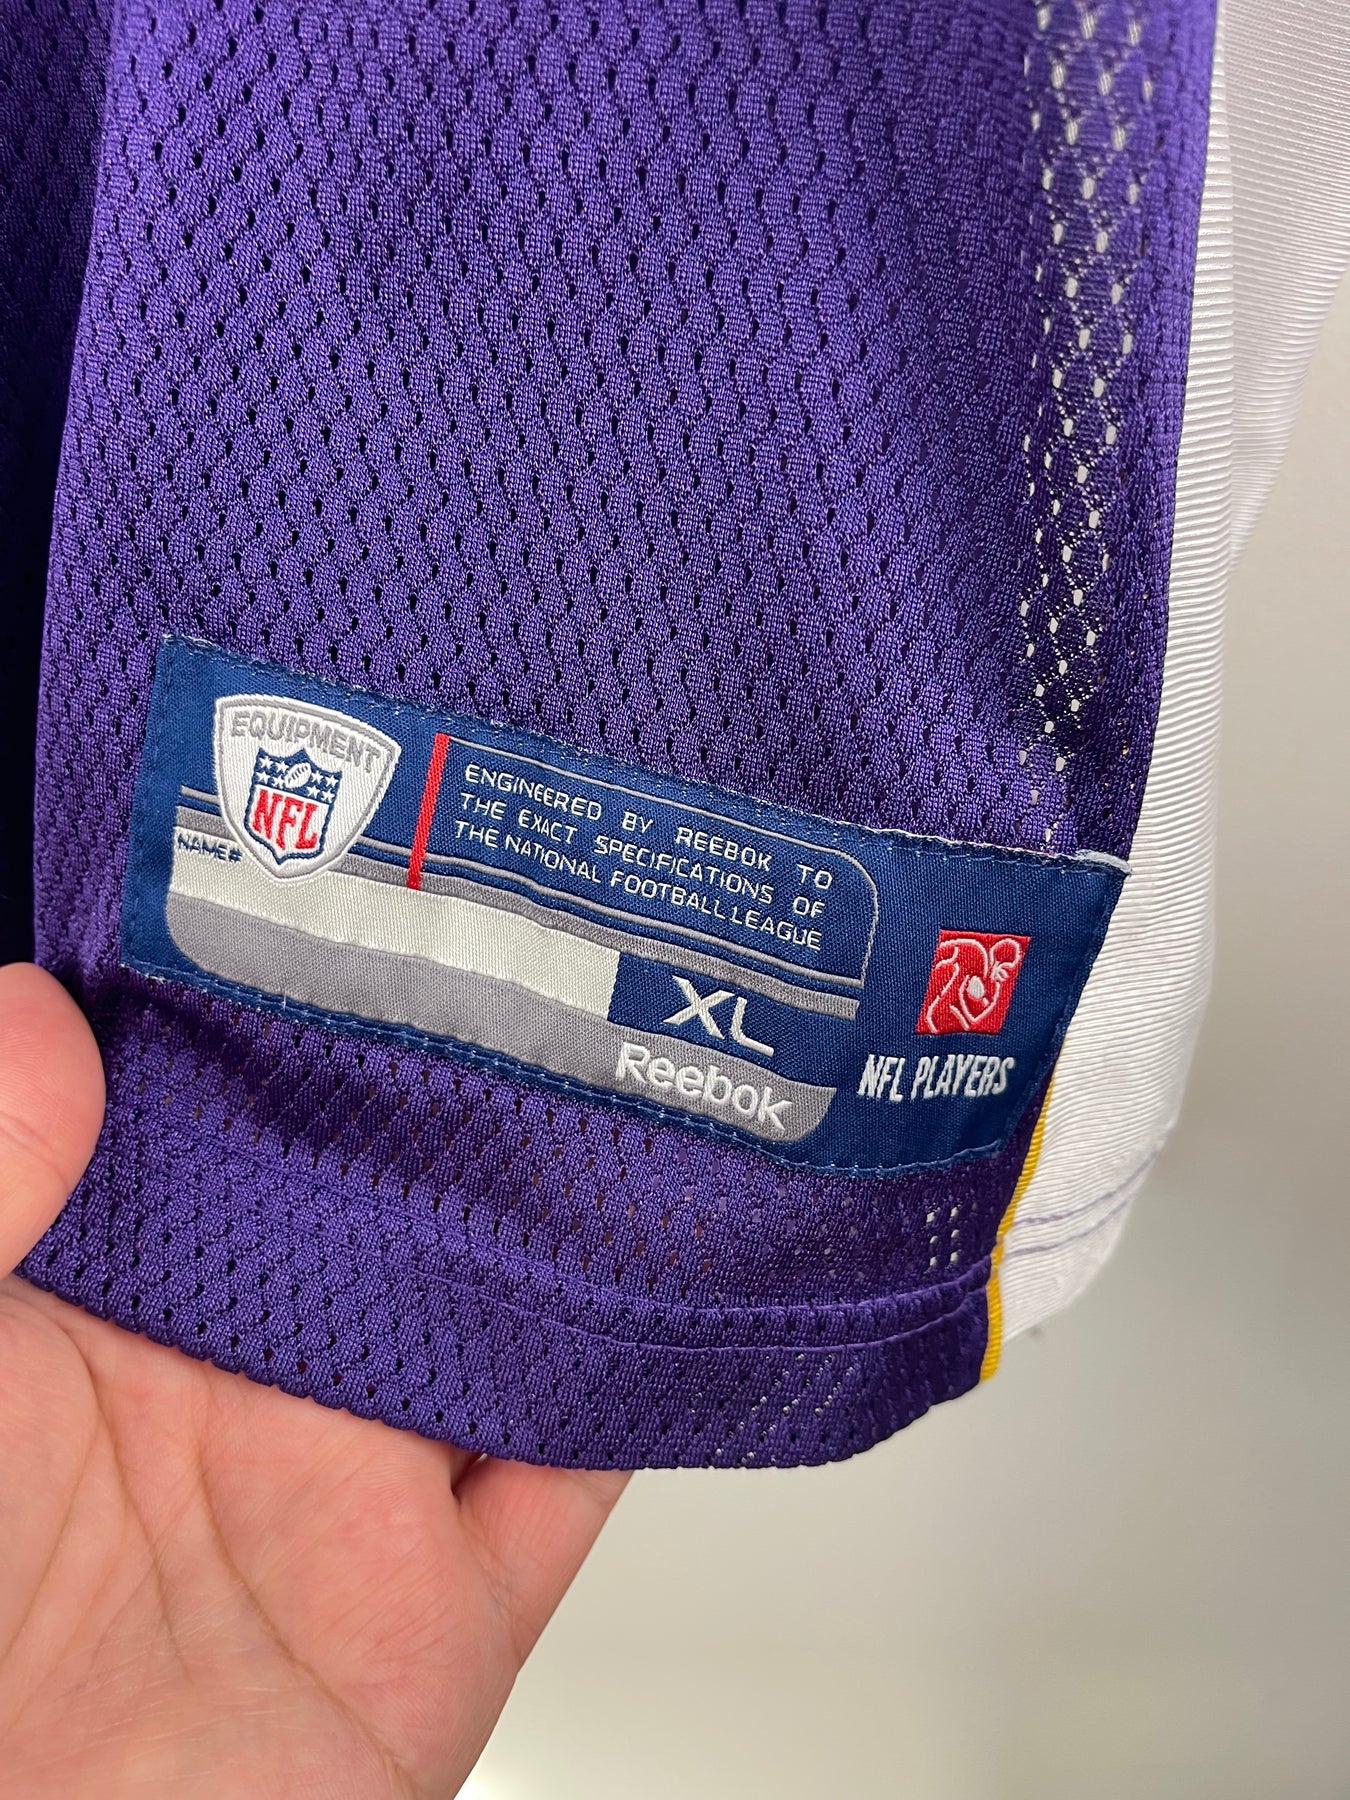 EQUIPMENT
NFL
NAME#
ENGINEERED BY REEBOK TO
THE EXACT SPECIFICATIONS OF
THE NATIONAL FOOTBALL LEAGUE
XL
Reebok
NFL PLAYERS